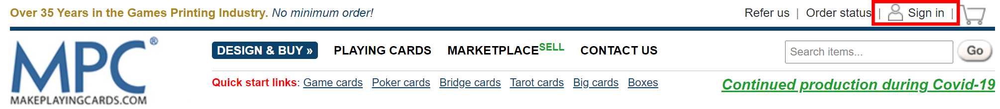 Over 35 Years in the Games Printing Industry. No minimum order!
Refer us | Order status | Sign in |
MPC®
MAKEPLAYINGCARDS.COM
DESIGN & BUY » PLAYING CARDS MARKETPLACE SELL CONTACT US
Search items... Go
Quick start links: Game cards Poker cards Bridge cards Tarot cards Big cards Boxes
Continued production during Covid-19